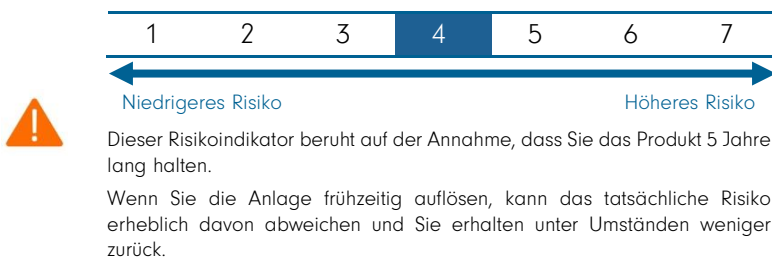 1 2 3 4 5 6 7
Niedrigeres Risiko Höheres Risiko
Dieser Risikoindikator beruht auf der Annahme, dass Sie das Produkt 5 Jahre
lang halten.
Wenn Sie die Anlage frühzeitig auflösen, kann das tatsächliche Risiko
erheblich davon abweichen und Sie erhalten unter Umständen weniger
zurück.